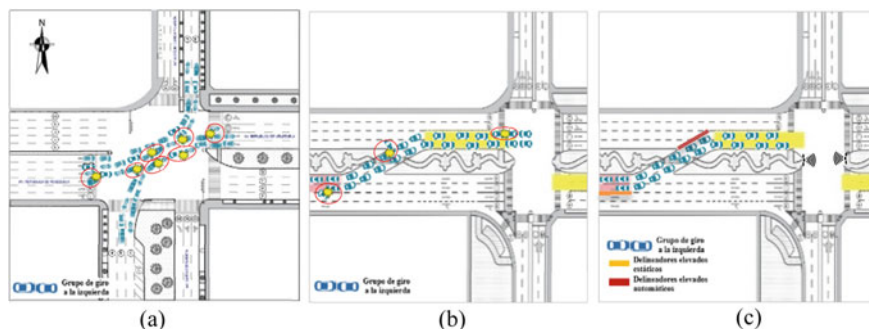 N
Grupo de giro
a la izquierda
(a)
Grupo de giro
a la izquierda
(b)
Grupo de giro
a la izquierda
Delineadores elevados
estáticos
Delineadores elevados
automáticos
(c)